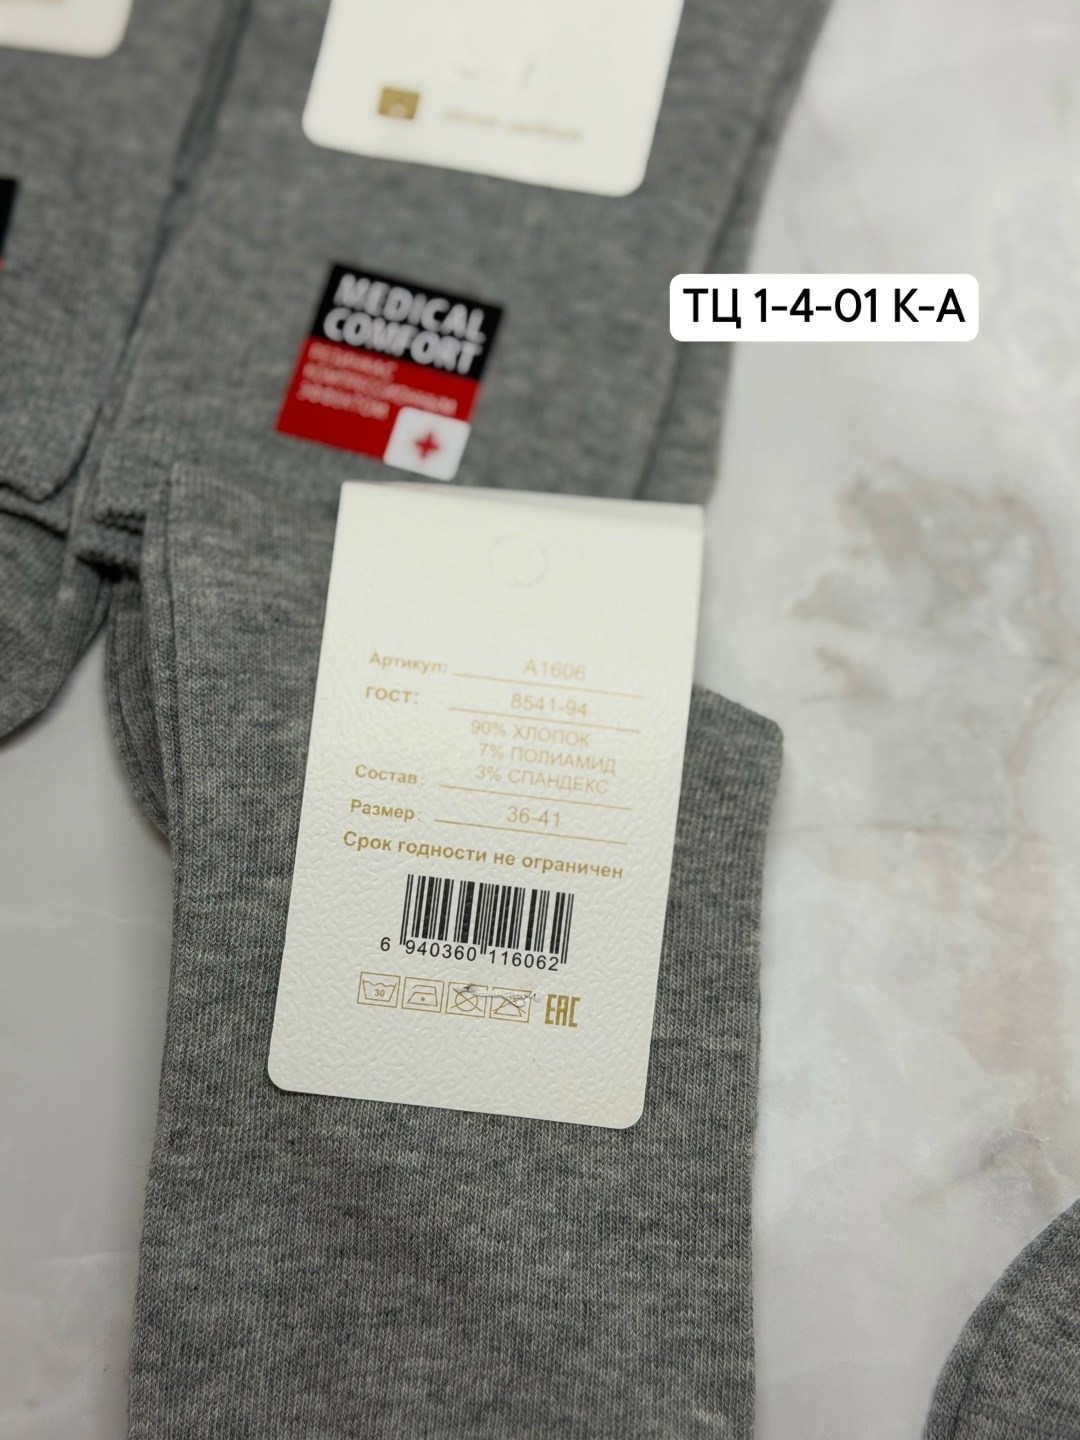 MEDICAL
COMFORT
ТЦ 1-4-01 К-А
Артикул: А1606
ГОСТ: 8541-94
90% ХЛОПОК
7% ПОЛИАМИД
Состав: 3% СПАНДЕКС
Размер: 36-41
Срок годности не ограничен
6 940360 116062
30
EAC